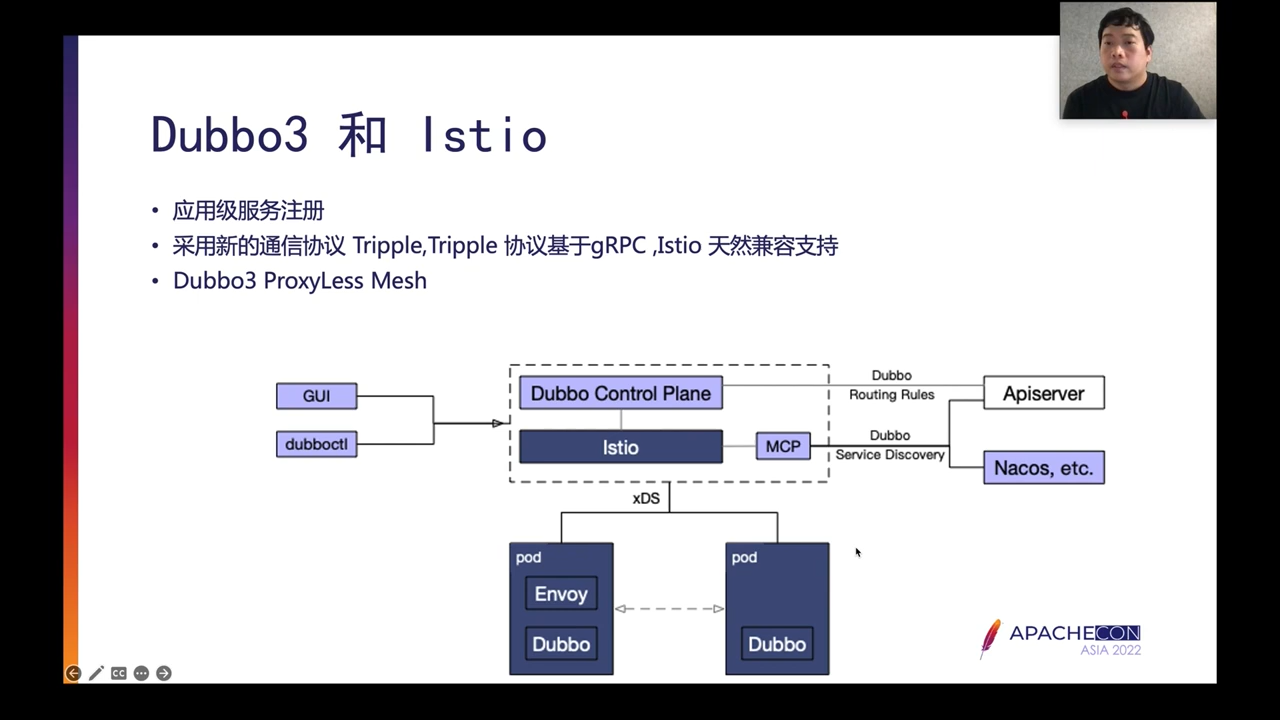 Dubbo3 和 Istio
• 应用级服务注册
• 采用新的通信协议 Tripple,Tripple 协议基于gRPC ,Istio 天然兼容支持
• Dubbo3 ProxyLess Mesh
GUI
dubboctl
Dubbo Control Plane
Istio
MCP
Dubbo
Routing Rules
Dubbo
Service Discovery
Apiserver
Nacos, etc.
xDS
pod
Envoy
Dubbo
pod
Dubbo
APACHECON
ASIA 2022
CC